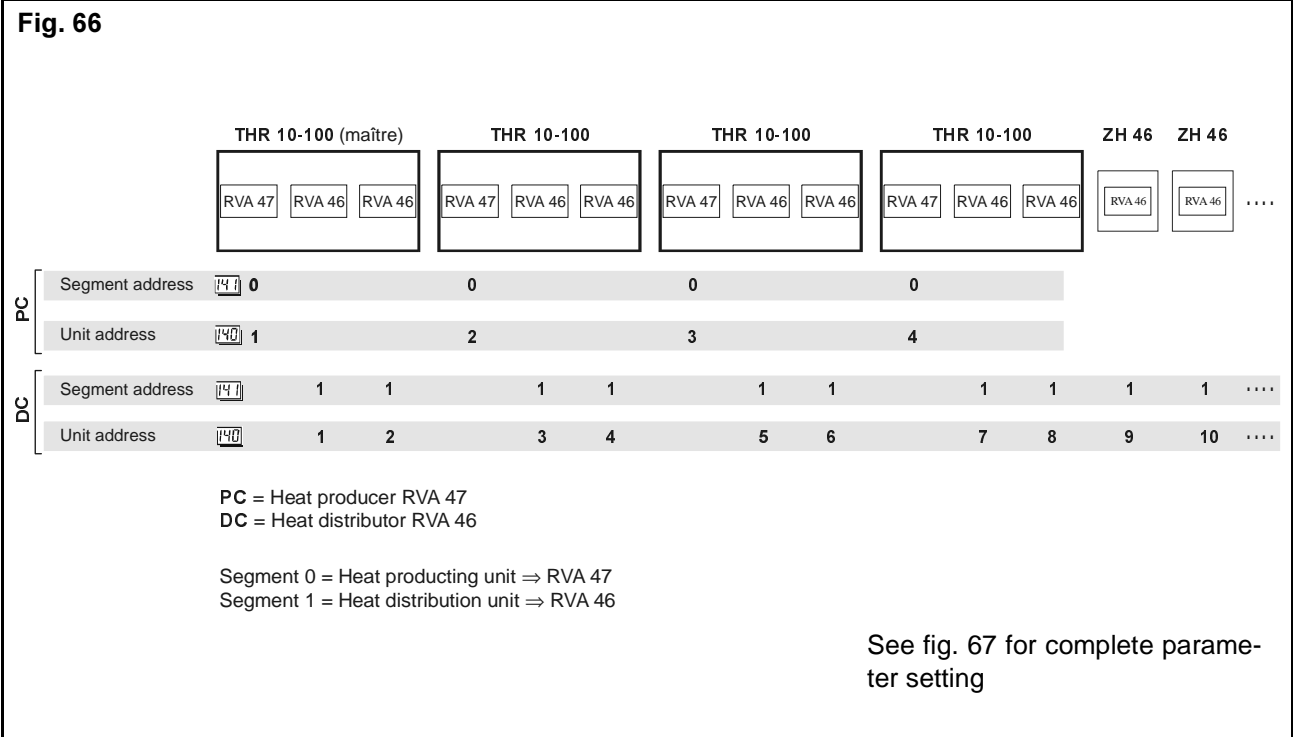 Fig. 66
THR 10-100 (maître) THR 10-100 THR 10-100 THR 10-100 ZH 46 ZH 46
RVA 47 RVA 46 RVA 46 RVA 47 RVA 46 RVA 46 RVA 47 RVA 46 RVA 46 RVA 47 RVA 46 RVA 46 RVA 46 RVA 46 ....
PC
Segment address 141 0 0 0 0
Unit address 140 1 2 3 4
DC
Segment address 141 1 1 1 1 1 1 1 1 1 1 ....
Unit address 140 1 2 3 4 5 6 7 8 9 10 ....
PC = Heat producer RVA 47
DC = Heat distributor RVA 46
Segment 0 = Heat producting unit ⇒ RVA 47
Segment 1 = Heat distribution unit ⇒ RVA 46
See fig. 67 for complete parame-
ter setting